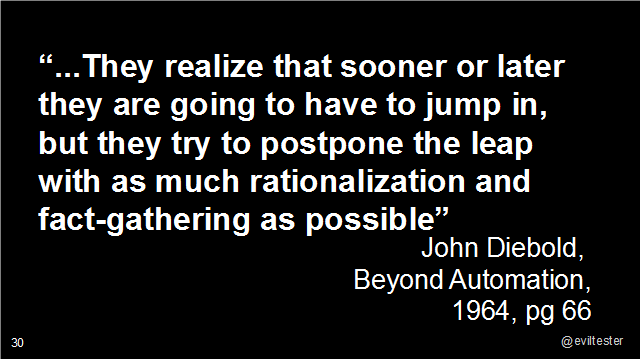 “...They realize that sooner or later
they are going to have to jump in,
but they try to postpone the leap
with as much rationalization and
fact-gathering as possible”
John Diebold,
Beyond Automation,
1964, pg 66
30
@eviltester